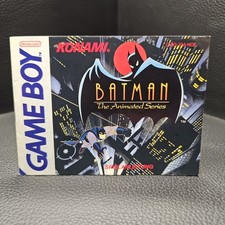 Nintendo
GAME BOY
KONAMI
BATMAN
The Animated Series